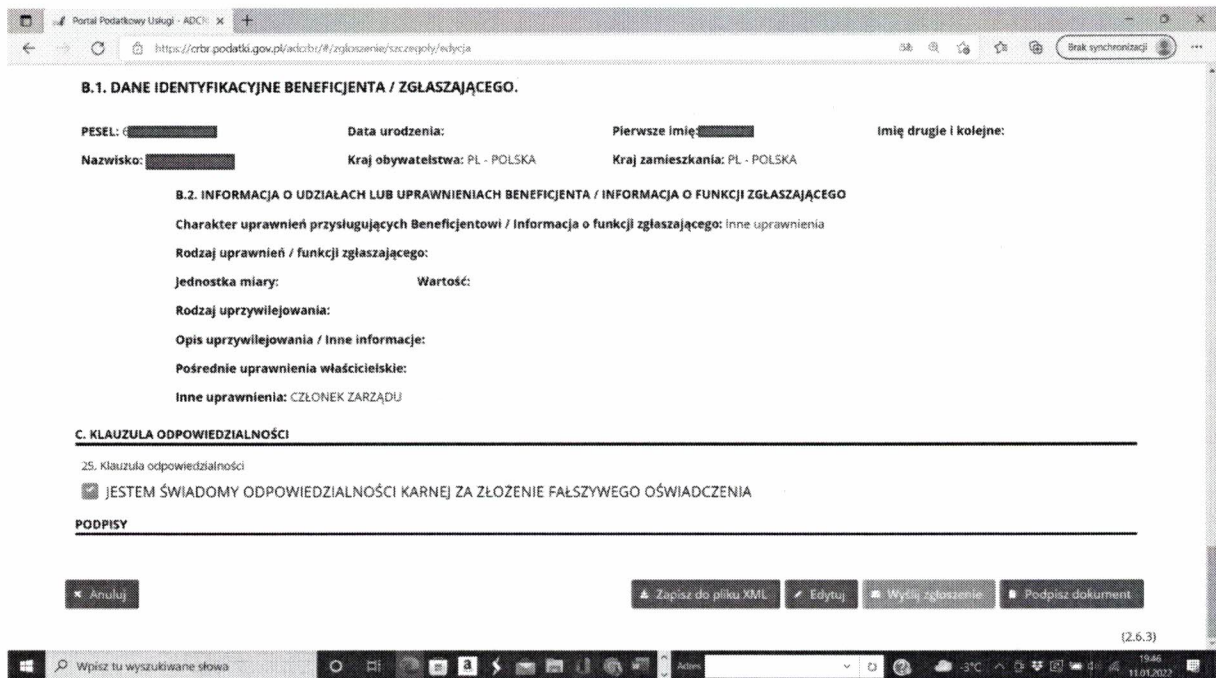 Portal Podatkowy Usługi - ADCR
https://crbr.podatki.gov.pl/adcrbr/#/zgloszenie/szczegoly/edycja
Brak synchronizacji
B.1. DANE IDENTYFIKACYJNE BENEFICJENTA / ZGŁASZAJĄCEGO.
PESEL: 6 Data urodzenia: Pierwsze imię: Imię drugie i kolejne:
Nazwisko: Kraj obywatelstwa: PL - POLSKA Kraj zamieszkania: PL - POLSKA
B.2. INFORMACJA O UDZIAŁACH LUB UPRAWNIENIACH BENEFICJENTA / INFORMACJA O FUNKCJI ZGŁASZAJĄCEGO
Charakter uprawnień przysługujących Beneficjentowi / Informacja o funkcji zgłaszającego: Inne uprawnienia
Rodzaj uprawnień / funkcji zgłaszającego:
Jednostka miary: Wartość:
Rodzaj uprzywilejowania:
Opis uprzywilejowania / Inne informacje:
Pośrednie uprawnienia właścicielskie:
Inne uprawnienia: CZŁONEK ZARZĄDU
C. KLAUZULA ODPOWIEDZIALNOŚCI
25. Klauzula odpowiedzialności
JESTEM ŚWIADOMY ODPOWIEDZIALNOŚCI KARNEJ ZA ZŁOŻENIE FAŁSZYWEGO OŚWIADCZENIA
PODPISY
Anuluj Zapisz do pliku XML Edytuj Wyślij zgłoszenie Podpisz dokument
(2.6.3)
Wpisz tu wyszukiwane słowa a Adres -3°C 19:46
11.01.2022